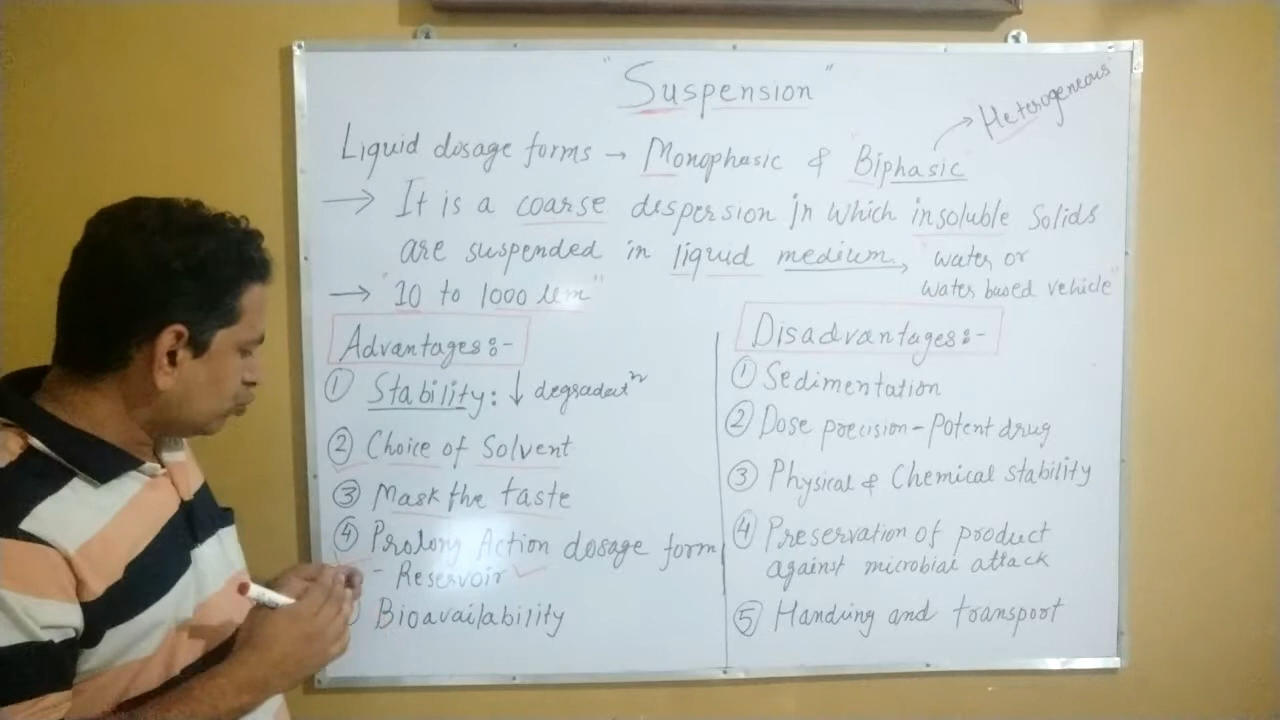 "Suspension"
Heterogeneous
Liquid dosage forms → Monophasic & "Biphasic"
→ It is a coarse dispersion in which insoluble solids
are suspended in liquid medium → "water or
water based vehicle"
→ "10 to 1000 um"
Advantages:-
① Stability: ↓ degradatⁿ
② Choice of Solvent
③ Mask the taste
④ Prolong Action dosage form
- Reservoir ✓
Bioavailability
Disadvantages:-
① Sedimentation
② Dose precision - Potent drug
③ Physical & Chemical stability
④ Preservation of product
against microbial attack
⑤ Handling and transport